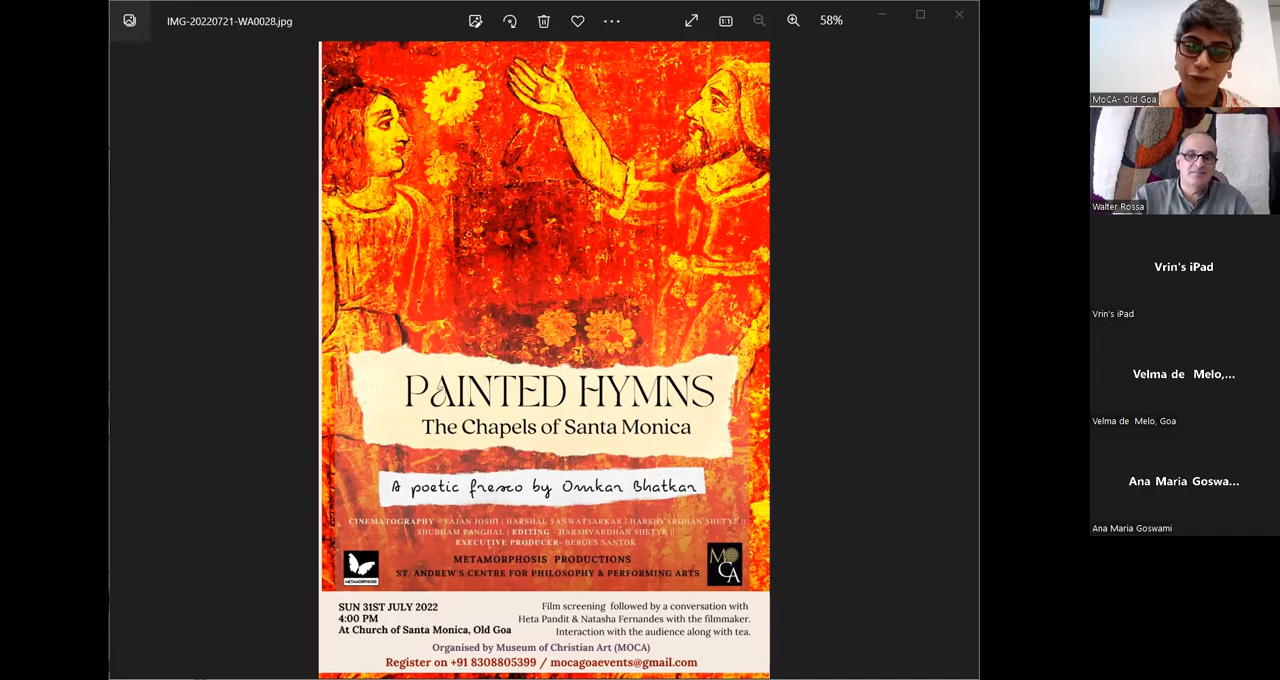 IMG-20220721-WA0028.jpg
58%
PAINTED HYMNS
The Chapels of Santa Monica
A poetic fresco by Omkar Bhatkar
CINEMATOGRAPHY - YAJAN JOSHI | HARSHAL SANWATSARKAR | HARSHVARDHAN SHETYE ||
SHUBHAM PANGHAL | EDITING - HARSHVARDHAN SHETYE ||
EXECUTIVE PRODUCER- BERGES SANTOK
METAMORPHOSIS PRODUCTIONS
ST. ANDREW'S CENTRE FOR PHILOSOPHY & PERFORMING ARTS
METAMORPHOSIS
MOCA
SUN 31ST JULY 2022
4:00 PM
At Church of Santa Monica, Old Goa
Film screening followed by a conversation with
Heta Pandit & Natasha Fernandes with the filmmaker.
Interaction with the audience along with tea.
Organised by Museum of Christian Art (MOCA)
Register on +91 8308805399 / mocagoaevents@gmail.com
MoCA- Old Goa
Walter Rossa
Vrin's iPad
Vrin's iPad
Velma de Melo,...
Velma de Melo, Goa
Ana Maria Goswa...
Ana Maria Goswami